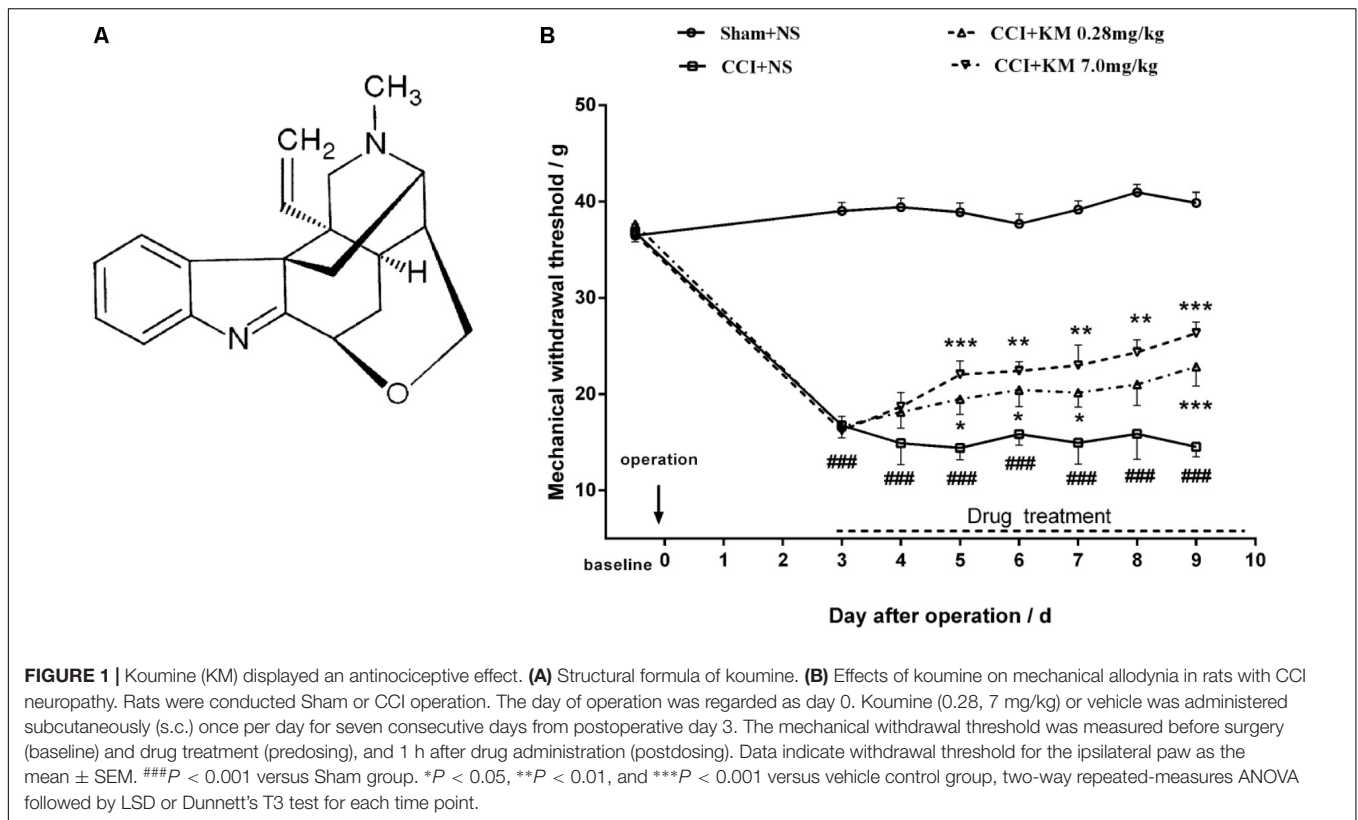 A
CH3
N
CH2
H
N
O
B
Sham+NS
CCI+NS
CCI+KM 0.28mg/kg
CCI+KM 7.0mg/kg
Mechanical withdrawal threshold / g
50
40
30
20
10
operation
*** ** ** ** ***
* * * ***
### ### ### ### ### ### ###
Drug treatment
baseline 0 1 2 3 4 5 6 7 8 9 10
Day after operation / d
FIGURE 1 | Koumine (KM) displayed an antinociceptive effect. (A) Structural formula of koumine. (B) Effects of koumine on mechanical allodynia in rats with CCI
neuropathy. Rats were conducted Sham or CCI operation. The day of operation was regarded as day 0. Koumine (0.28, 7 mg/kg) or vehicle was administered
subcutaneously (s.c.) once per day for seven consecutive days from postoperative day 3. The mechanical withdrawal threshold was measured before surgery
(baseline) and drug treatment (predosing), and 1 h after drug administration (postdosing). Data indicate withdrawal threshold for the ipsilateral paw as the
mean ± SEM. ###P < 0.001 versus Sham group. *P < 0.05, **P < 0.01, and ***P < 0.001 versus vehicle control group, two-way repeated-measures ANOVA
followed by LSD or Dunnett's T3 test for each time point.